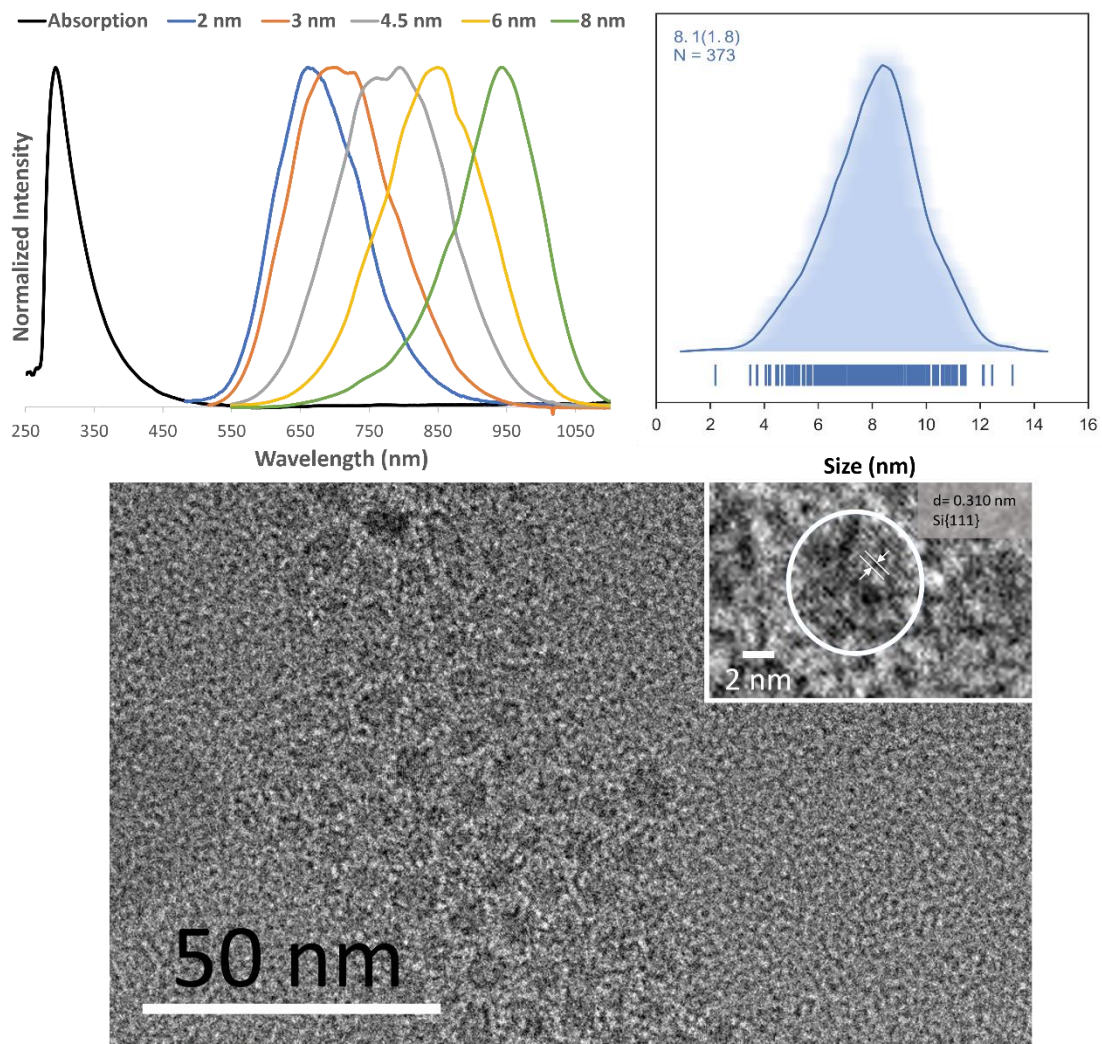 Absorption 2 nm 3 nm 4.5 nm 6 nm 8 nm
Normalized Intensity
250 350 450 550 650 750 850 950 1050
Wavelength (nm)
8.1(1.8)
N = 373
0 2 4 6 8 10 12 14 16
Size (nm)
d= 0.310 nm
Si{111}
2 nm
50 nm